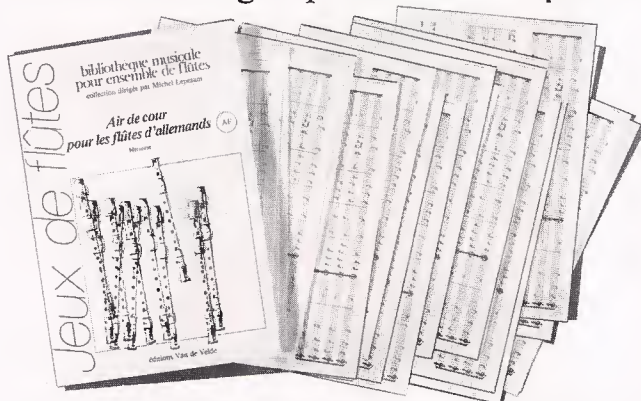 Jeux de flûtes
bibliothèque musicale
pour ensemble de flûtes
collection dirigée par Michel
Air de cour
pour les flûtes d'allemands
éditions Van de Velde